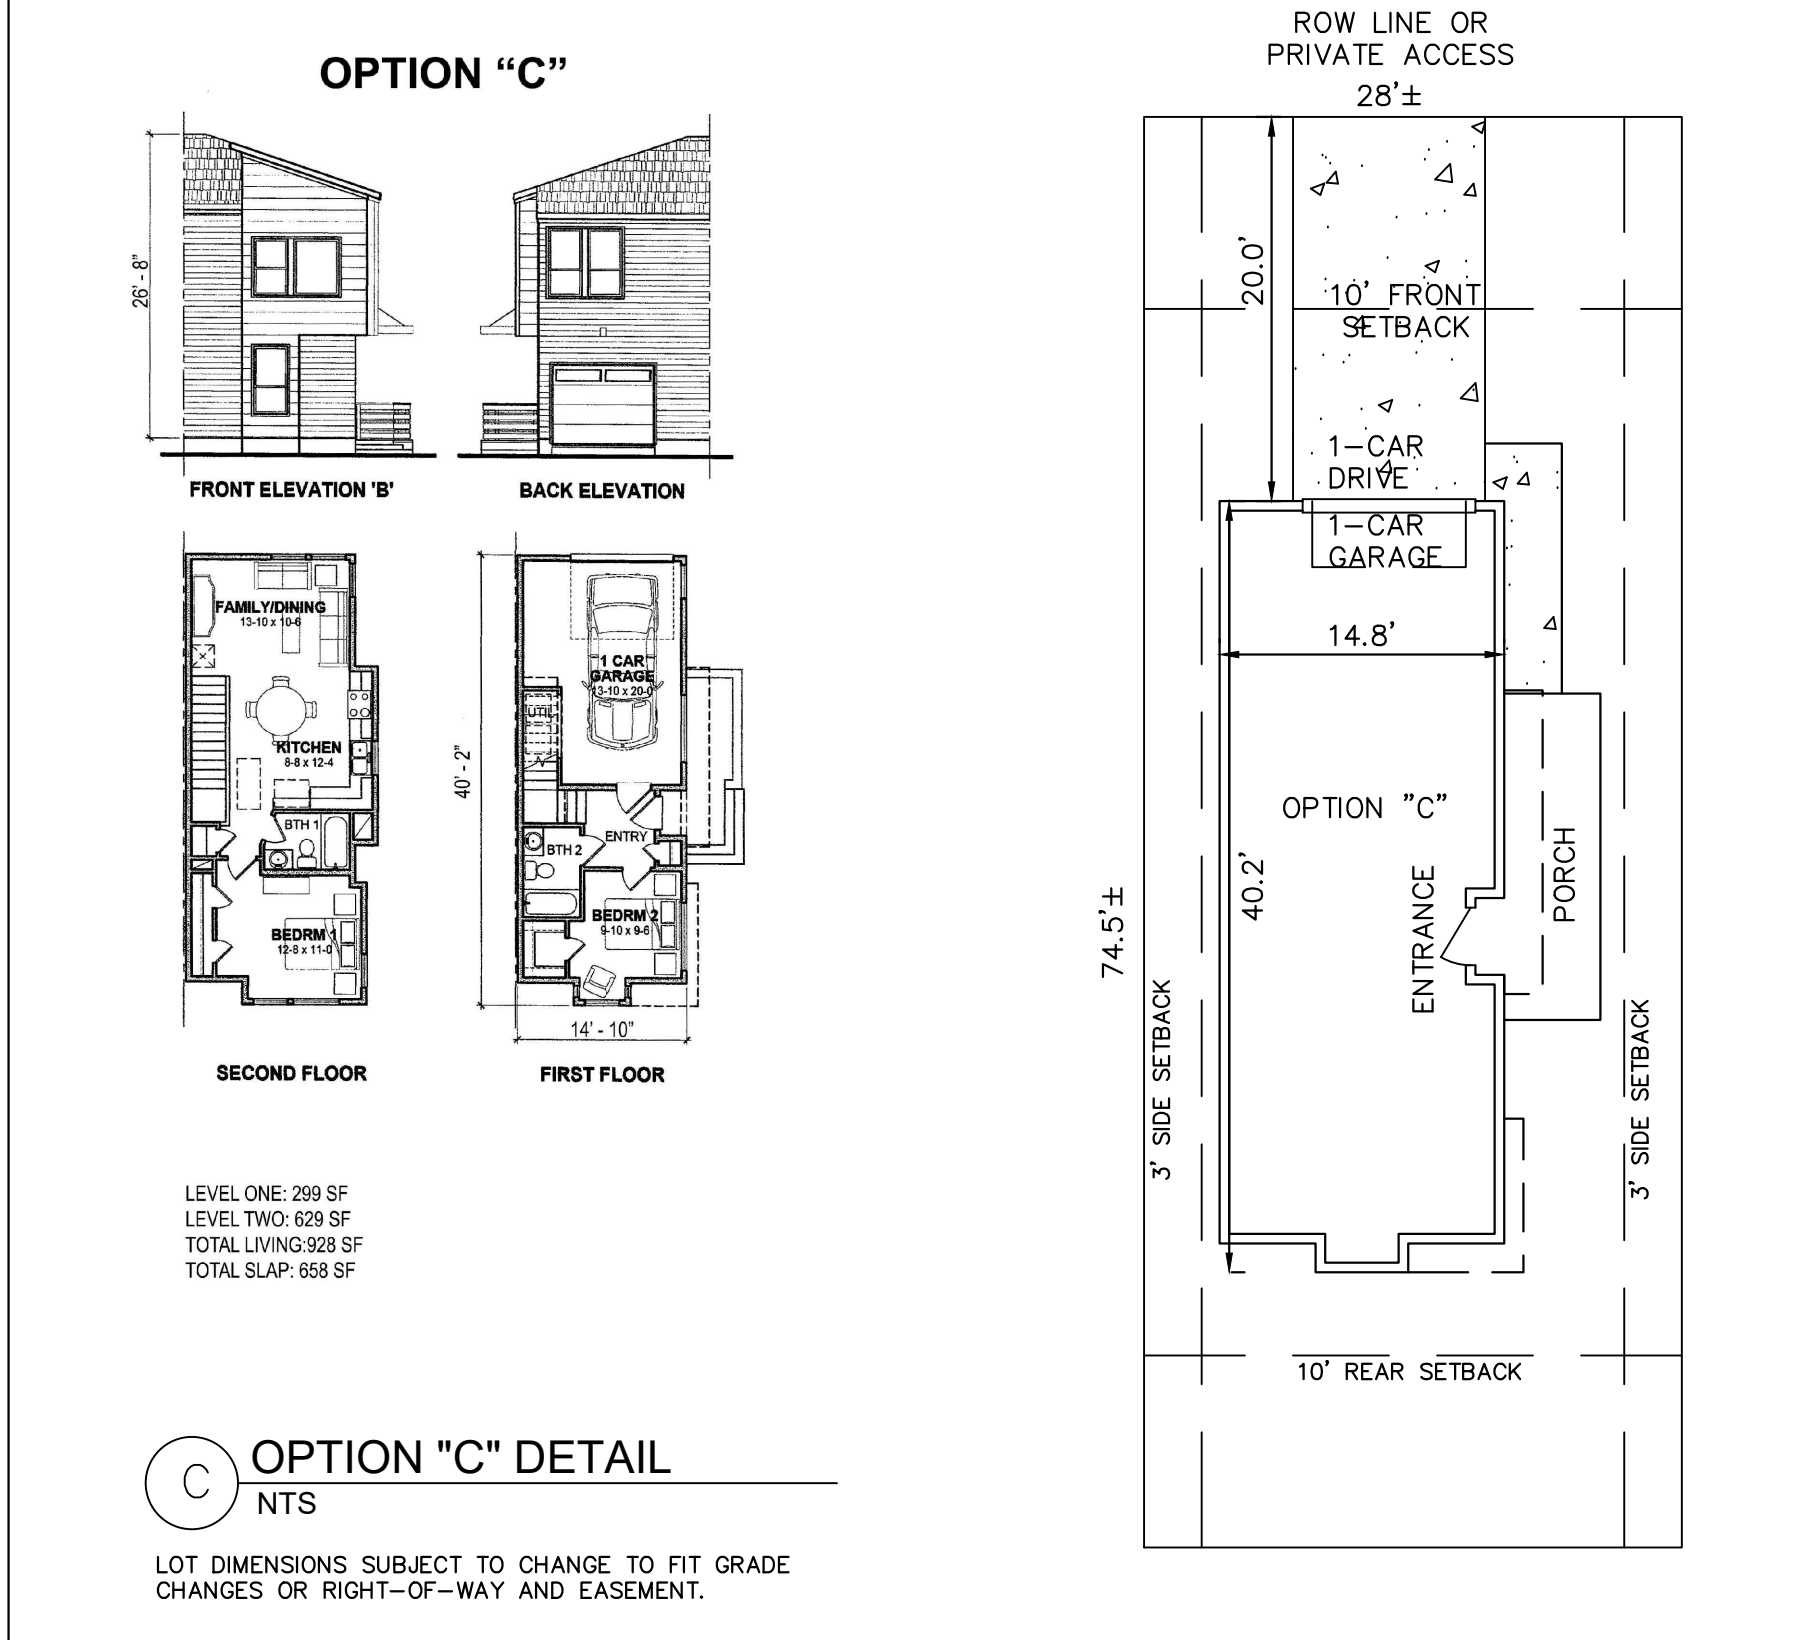 OPTION “C”
26' - 8"
FRONT ELEVATION 'B'
BACK ELEVATION
FAMILY/DINING
13-10 x 10-6
KITCHEN
8-8 x 12-4
BTH 1
BEDRM 1
12-8 x 11-0
SECOND FLOOR
40' - 2"
1 CAR
GARAGE
13-10 x 20-0
UTIL
ENTRY
BTH 2
BEDRM 2
9-10 x 9-6
14' - 10"
FIRST FLOOR
LEVEL ONE: 299 SF
LEVEL TWO: 629 SF
TOTAL LIVING:928 SF
TOTAL SLAP: 658 SF
C
OPTION "C" DETAIL
NTS
LOT DIMENSIONS SUBJECT TO CHANGE TO FIT GRADE
CHANGES OR RIGHT-OF-WAY AND EASEMENT.
ROW LINE OR
PRIVATE ACCESS
28'±
20.0'
10' FRONT
SETBACK
1-CAR
DRIVE
1-CAR
GARAGE
14.8'
OPTION "C"
40.2'
ENTRANCE
PORCH
74.5'±
3' SIDE SETBACK
3' SIDE SETBACK
10' REAR SETBACK